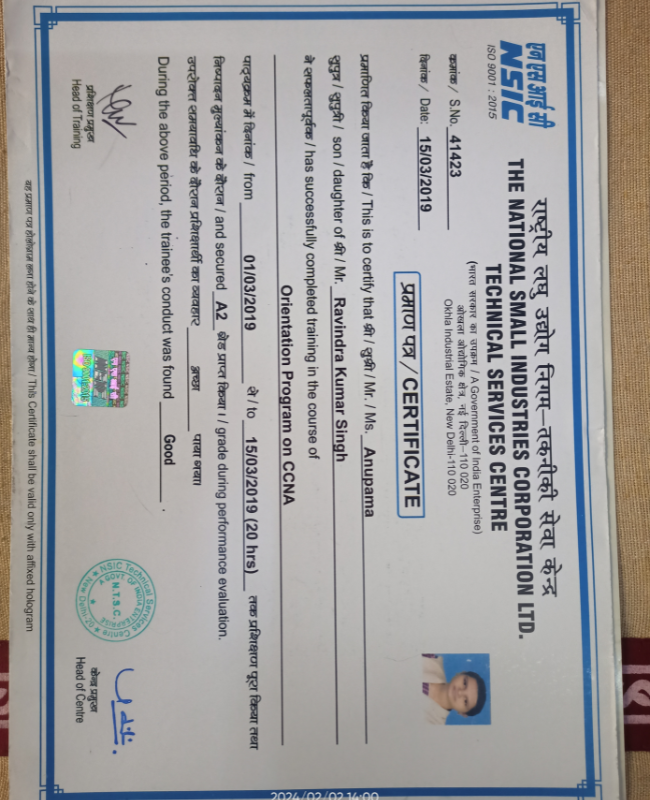 एन एस आई सी
NSIC
ISO 9001 : 2015
राष्ट्रीय लघु उद्योग निगम–तकनीकी सेवा केन्द्र
THE NATIONAL SMALL INDUSTRIES CORPORATION LTD.
TECHNICAL SERVICES CENTRE
(भारत सरकार का उपक्रम / A Government of India Enterprise)
ओखला औद्योगिक क्षेत्र, नई दिल्ली–110 020
Okhla Industrial Estate, New Delhi-110 020
क्रमांक / S.No. 41423
दिनांक / Date: 15/03/2019
प्रमाण पत्र / CERTIFICATE
प्रमाणित किया जाता है कि / This is to certify that श्री / सुश्री / Mr. / Ms. Anupama
सुपुत्र / सुपुत्री / son / daughter of श्री / Mr. Ravindra Kumar Singh
ने सफलतापूर्वक / has successfully completed training in the course of
Orientation Program on CCNA
पाठ्यक्रम में दिनांक / from 01/03/2019 से / to 15/03/2019 (20 hrs) तक प्रशिक्षण पूरा किया तथा
निष्पादन मूल्यांकन के दौरान / and secured A2 ग्रेड प्राप्त किया। / grade during performance evaluation.
उपरोक्त समयावधि के दौरान प्रशिक्षार्थी का व्यवहार अच्छा पाया गया।
During the above period, the trainee's conduct was found Good.
प्रशिक्षण प्रमुख
Head of Training
NSIC Technical Services Centre
A GOVT. OF INDIA ENTERPRISE
N.T.S.C.
New Delhi-20
केन्द्र प्रमुख
Head of Centre
यह प्रमाण पत्र होलोग्राम लगा होने के साथ ही मान्य होगा / This Certificate shall be valid only with affixed hologram
2024/02/02 14:00